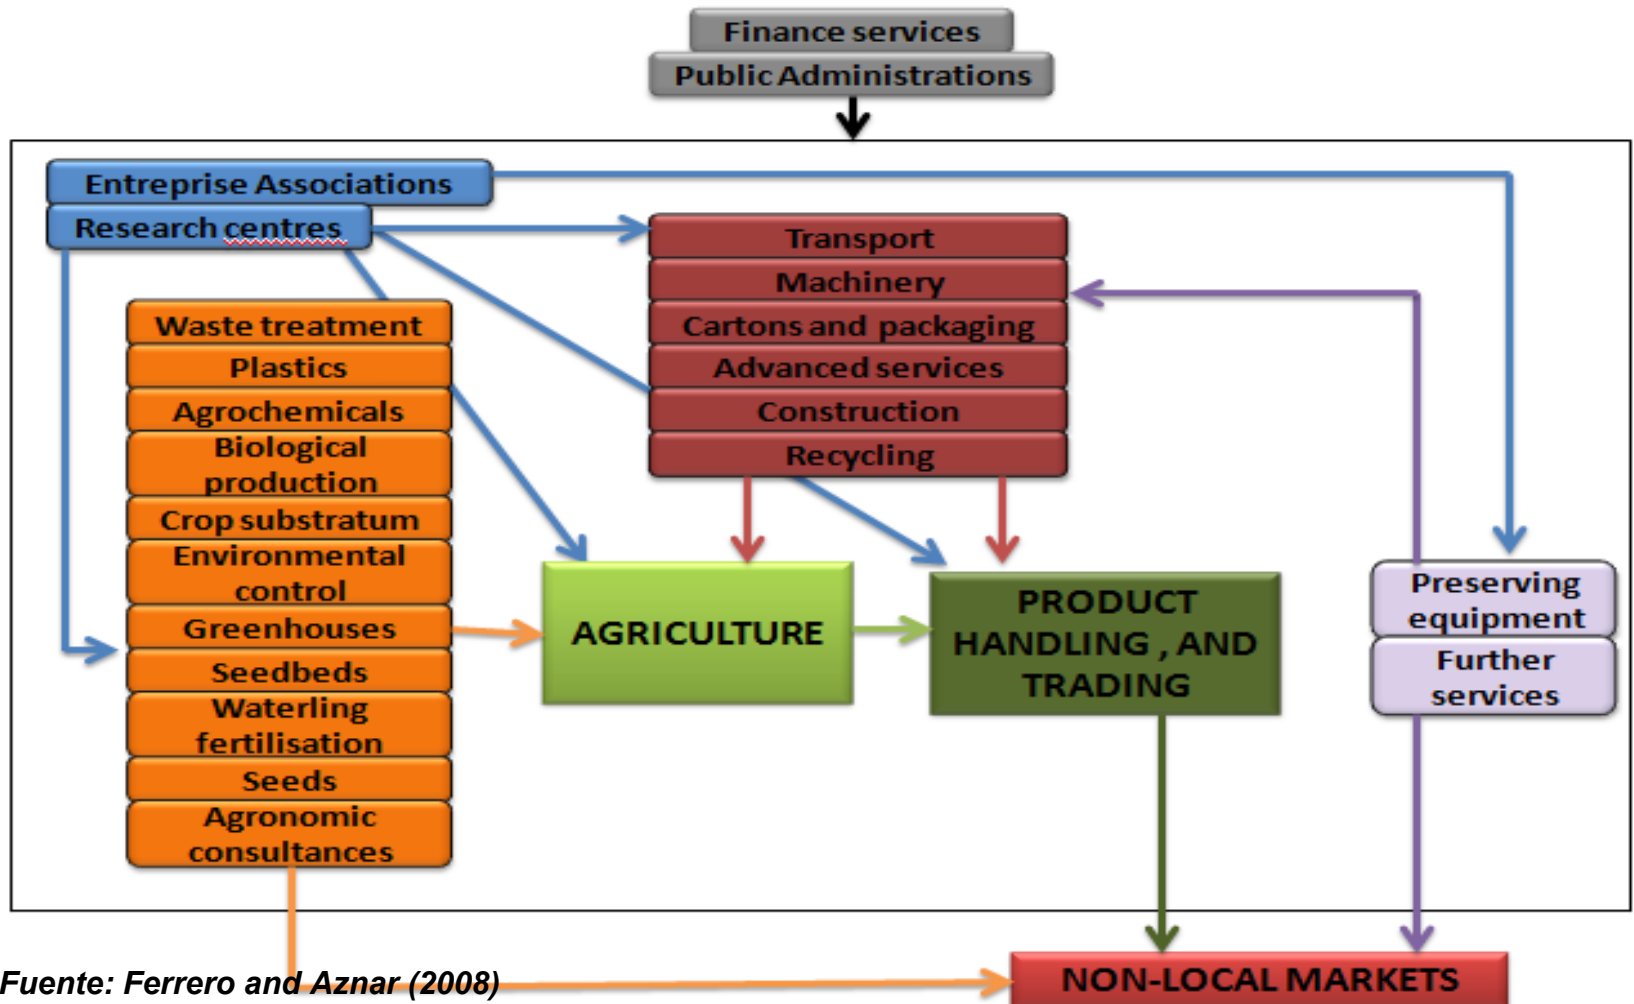 Finance services
Public Administrations
Entreprise Associations
Research centres
Transport
Machinery
Cartons and packaging
Advanced services
Construction
Recycling
Waste treatment
Plastics
Agrochemicals
Biological
production
Crop substratum
Environmental
control
Greenhouses
Seedbeds
Waterling
fertilisation
Seeds
Agronomic
consultances
AGRICULTURE
PRODUCT
HANDLING , AND
TRADING
Preserving
equipment
Further
services
Fuente: Ferrero and Aznar (2008)
NON-LOCAL MARKETS